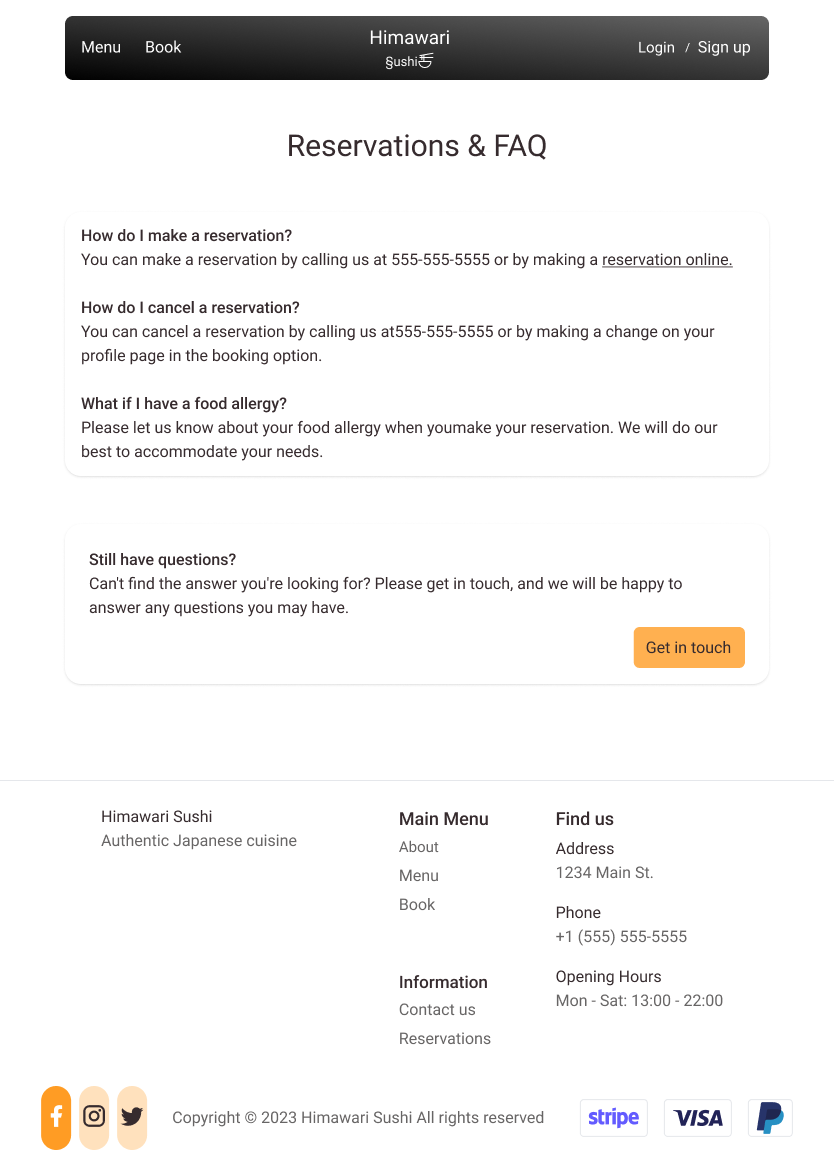 Menu Book Himawari Login / Sign up
§ushi
Reservations & FAQ
How do I make a reservation?
You can make a reservation by calling us at 555-555-5555 or by making a reservation online.
How do I cancel a reservation?
You can cancel a reservation by calling us at555-555-5555 or by making a change on your
profile page in the booking option.
What if I have a food allergy?
Please let us know about your food allergy when youmake your reservation. We will do our
best to accommodate your needs.
Still have questions?
Can't find the answer you're looking for? Please get in touch, and we will be happy to
answer any questions you may have.
Get in touch
Himawari Sushi
Authentic Japanese cuisine
Main Menu
About
Menu
Book
Information
Contact us
Reservations
Find us
Address
1234 Main St.
Phone
+1 (555) 555-5555
Opening Hours
Mon - Sat: 13:00 - 22:00
Copyright © 2023 Himawari Sushi All rights reserved
stripe
VISA